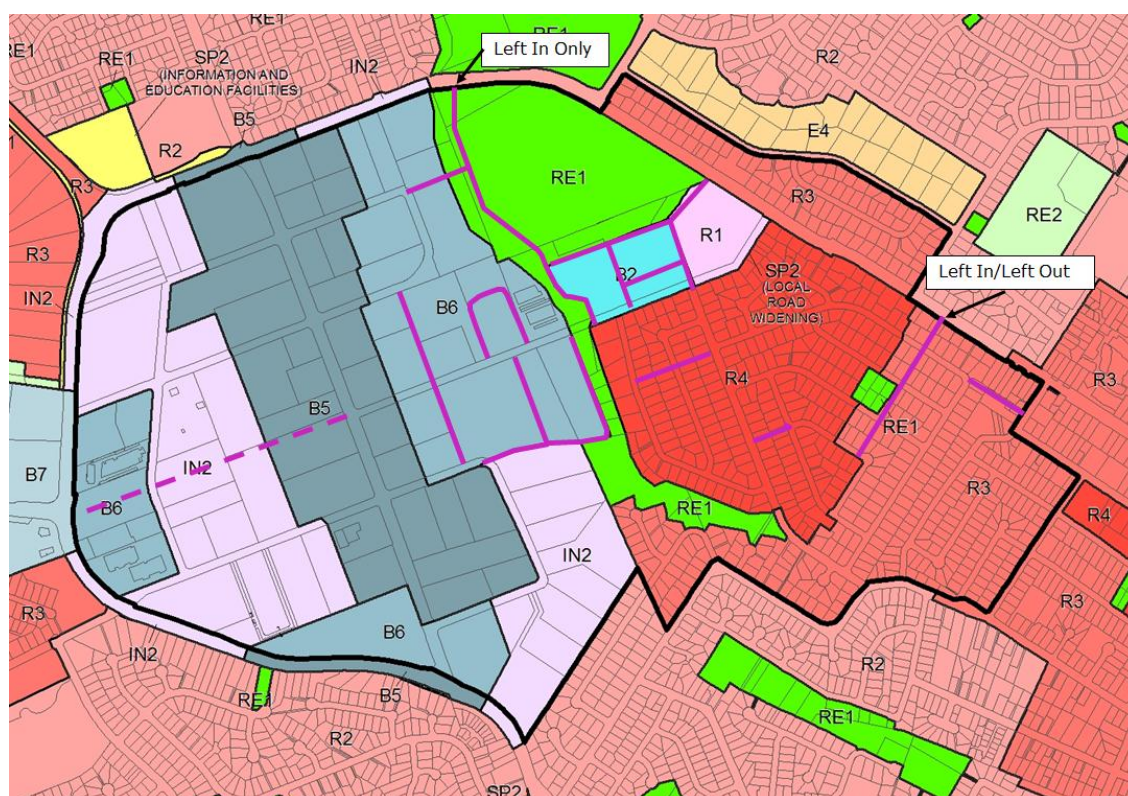 RE1
RE1
Left In Only
RE1
SP2
(INFORMATION AND
EDUCATION FACILITIES)
IN2
R2
B5
R2
E4
R3
RE1
R3
RE2
R3
R1
B2
SP2
(LOCAL
ROAD
WIDENING)
Left In/Left Out
IN2
B6
R3
R4
B5
RE1
B7
IN2
R3
B6
RE1
R4
IN2
R3
B6
R3
IN2
R2
RE1
B5
R2
RE1
SP2